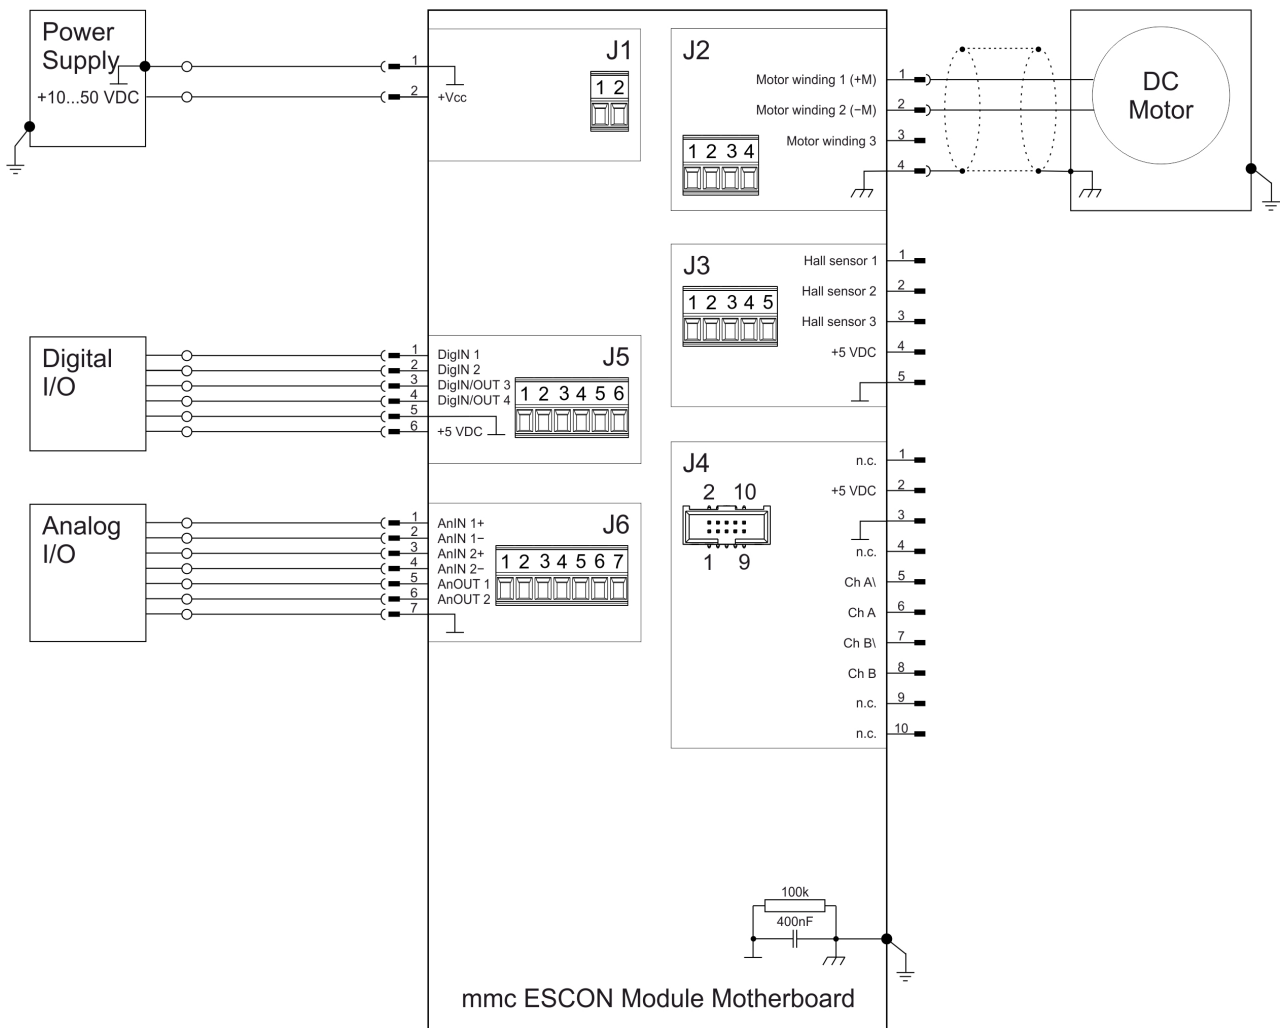 Power
Supply
+10...50 VDC
1
2
+Vcc
J1
1 2
J2
1 2 3 4
Motor winding 1 (+M)
1
Motor winding 2 (−M)
2
Motor winding 3
3
4
DC
Motor
J3
1 2 3 4 5
Hall sensor 1
1
Hall sensor 2
2
Hall sensor 3
3
+5 VDC
4
5
Digital
I/O
1
DigIN 1
2
DigIN 2
3
DigIN/OUT 3
4
DigIN/OUT 4
5
6
+5 VDC
J5
1 2 3 4 5 6
J4
2 10
1 9
n.c.
1
+5 VDC
2
3
n.c.
4
Ch A\
5
Ch A
6
Ch B\
7
Ch B
8
n.c.
9
n.c.
10
Analog
I/O
1
AnIN 1+
2
AnIN 1−
3
AnIN 2+
4
AnIN 2−
5
AnOUT 1
6
AnOUT 2
7
J6
1 2 3 4 5 6 7
100k
400nF
mmc ESCON Module Motherboard